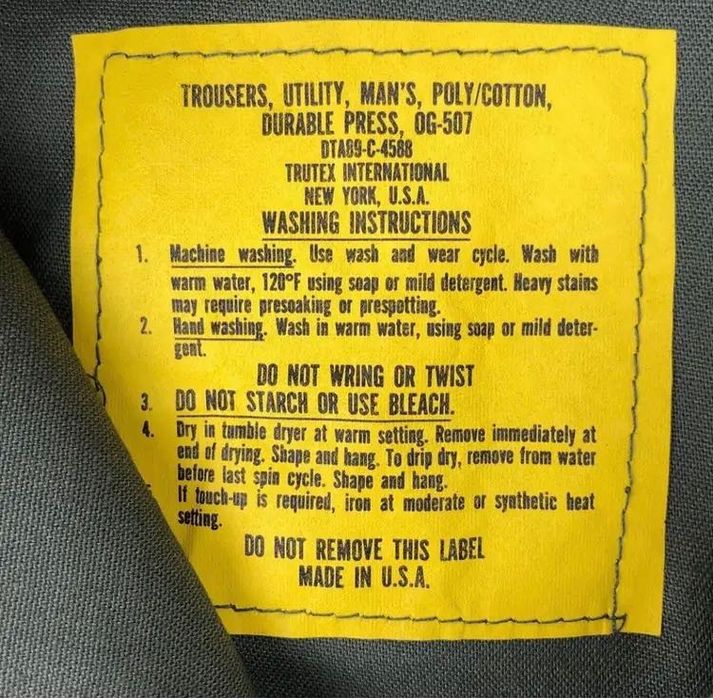 TROUSERS, UTILITY, MAN'S, POLY/COTTON,
DURABLE PRESS, OG-507
DTA89-C-4588
TRUTEX INTERNATIONAL
NEW YORK, U.S.A.
WASHING INSTRUCTIONS
1. Machine washing. Use wash and wear cycle. Wash with
warm water, 120°F using soap or mild detergent. Heavy stains
may require presoaking or prespotting.
2. Hand washing. Wash in warm water, using soap or mild deter-
gent.
DO NOT WRING OR TWIST
3. DO NOT STARCH OR USE BLEACH.
4. Dry in tumble dryer at warm setting. Remove immediately at
end of drying. Shape and hang. To drip dry, remove from water
before last spin cycle. Shape and hang.
If touch-up is required, iron at moderate or synthetic heat
setting.
DO NOT REMOVE THIS LABEL
MADE IN U.S.A.